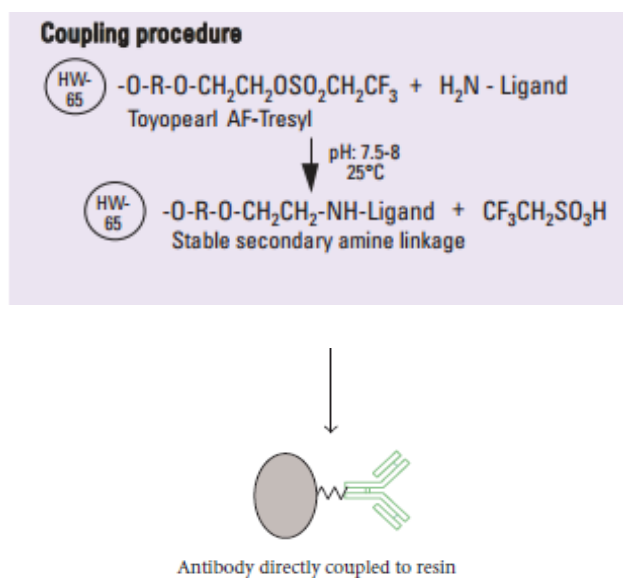 Coupling procedure
HW-
65
-O-R-O-CH₂CH₂OSO₂CH₂CF₃ + H₂N - Ligand
Toyopearl AF-Tresyl
pH: 7.5-8
25°C
HW-
65
-O-R-O-CH₂CH₂-NH-Ligand + CF₃CH₂SO₃H
Stable secondary amine linkage
Antibody directly coupled to resin